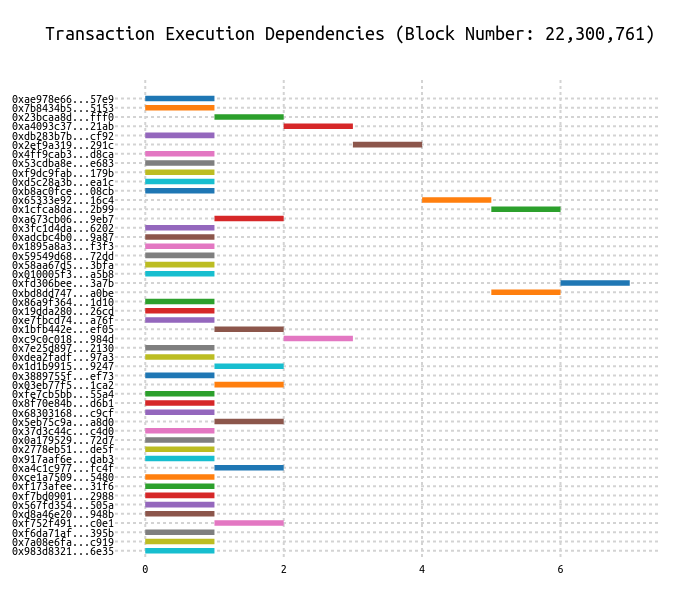 Transaction Execution Dependencies (Block Number: 22,300,761)
0xae978e66...57e9
0x7b8434b5...5153
0x23bcaa8d...fff0
0xa4093c37...21ab
0xdb283b7b...cf92
0x2ef9a319...291c
0x4ff9cab3...d8ca
0x53cdba8e...e683
0xf9dc9fab...179b
0xd5c28a3b...ea1c
0xb8ac0fce...08cb
0x65333e92...16c4
0x1cfca8da...2b99
0xa673cb06...9eb7
0x3fc1d4da...6202
0xadcbc4b0...9a87
0x1895a8a3...f3f3
0x59549d68...72dd
0x58aa67d5...3bfa
0x010005f3...a5b8
0xfd306bee...3a7b
0xbd8dd747...a0be
0x86a9f364...1d10
0x19dda280...26cd
0xe7fbcd74...a76f
0x1bfb442e...ef05
0xc9c0c018...984d
0x7e25d897...2130
0xdea2fadf...97a3
0x1d1b9915...9247
0x3889755f...ef73
0x03eb77f5...1ca2
0xfe7cb5bb...55a4
0x8f70e84b...d6b1
0x68303168...c9cf
0x5eb75c9a...a8d0
0x37d3c44c...c4d0
0x0a179529...72d7
0x2778eb51...de5f
0x917aaf6e...dab3
0xa4c1c977...fc4f
0xce1a7509...5480
0xf173afee...31f6
0xf7bd0901...2988
0x567fd354...505a
0xd8a46e20...948b
0xf752f491...c0e1
0xf6da71af...395b
0x7a08e6fa...c919
0x983d8321...6e35
0 2 4 6